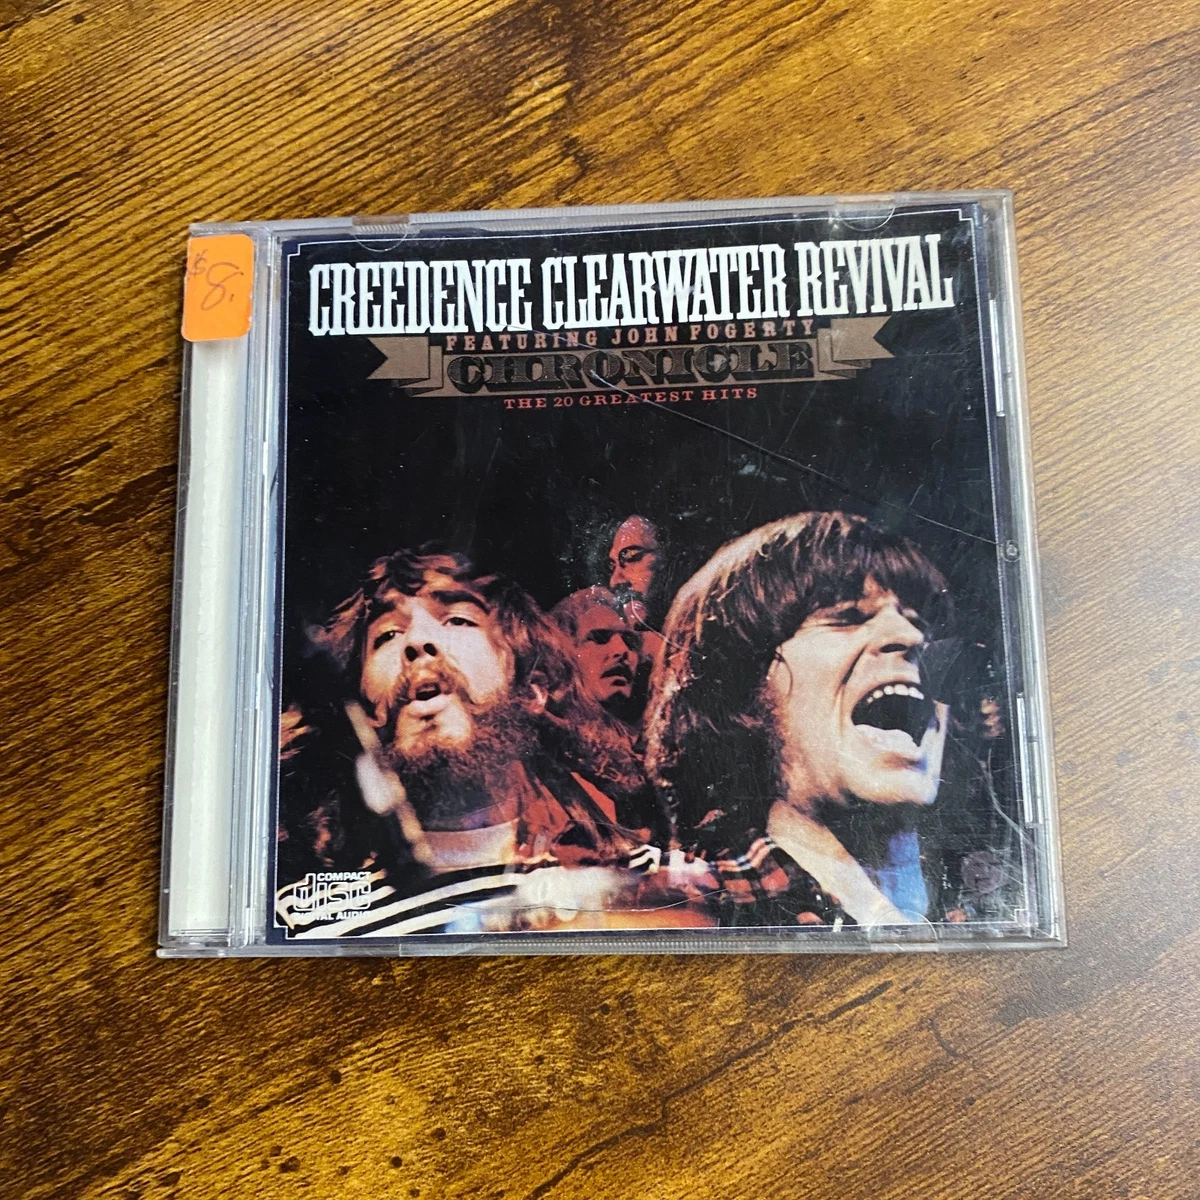 $8.
CREEDENCE CLEARWATER REVIVAL
FEATURING JOHN FOGERTY
CHRONICLE
THE 20 GREATEST HITS
COMPACT
disc
DIGITAL AUDIO